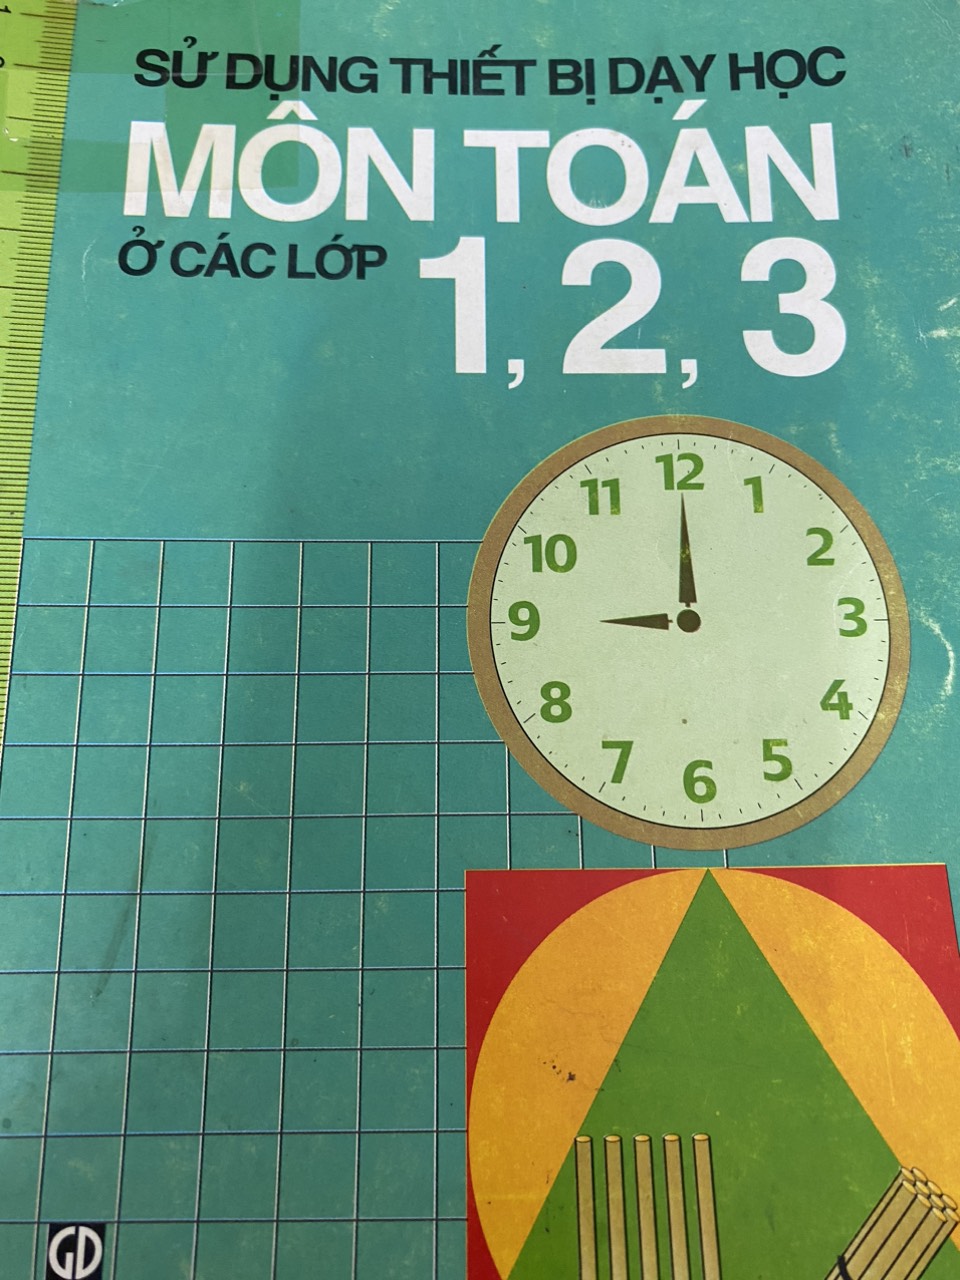 SỬ DỤNG THIẾT BỊ DẠY HỌC
MÔN TOÁN
Ở CÁC LỚP 1, 2, 3
12
11 1
10 2
9 3
8 4
7 5
6
GD